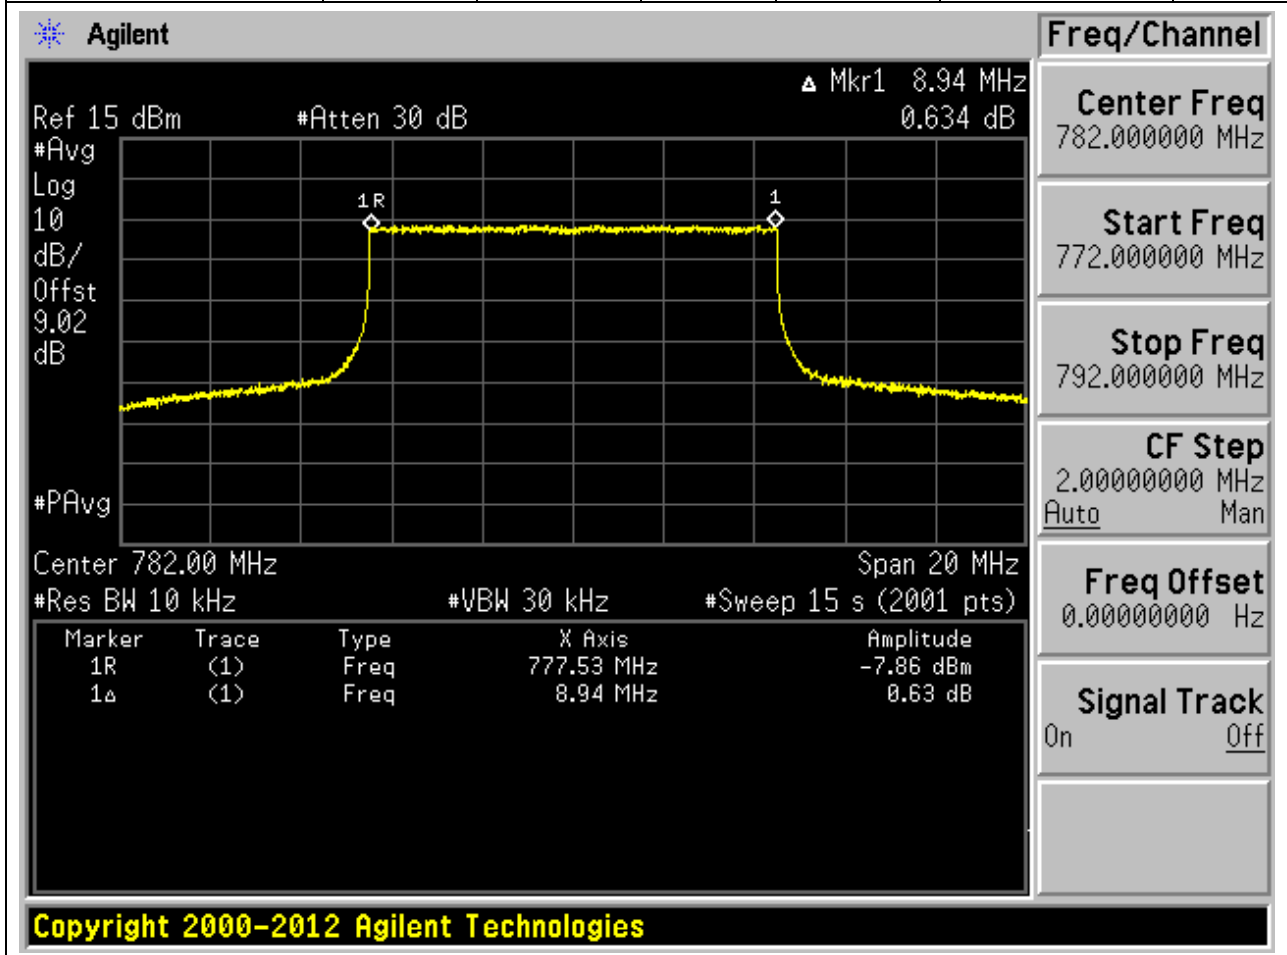 Agilent
Freq/Channel
Δ Mkr1 8.94 MHz
Ref 15 dBm #Atten 30 dB 0.634 dB
#Avg
Log
10
dB/
Offst
9.02
dB
1R
1
#PAvg
Center 782.00 MHz Span 20 MHz
#Res BW 10 kHz #VBW 30 kHz #Sweep 15 s (2001 pts)
Marker Trace Type X Axis Amplitude
1R (1) Freq 777.53 MHz -7.86 dBm
1Δ (1) Freq 8.94 MHz 0.63 dB
Center Freq
782.000000 MHz
Start Freq
772.000000 MHz
Stop Freq
792.000000 MHz
CF Step
2.00000000 MHz
Auto Man
Freq Offset
0.00000000 Hz
Signal Track
On Off
Copyright 2000-2012 Agilent Technologies